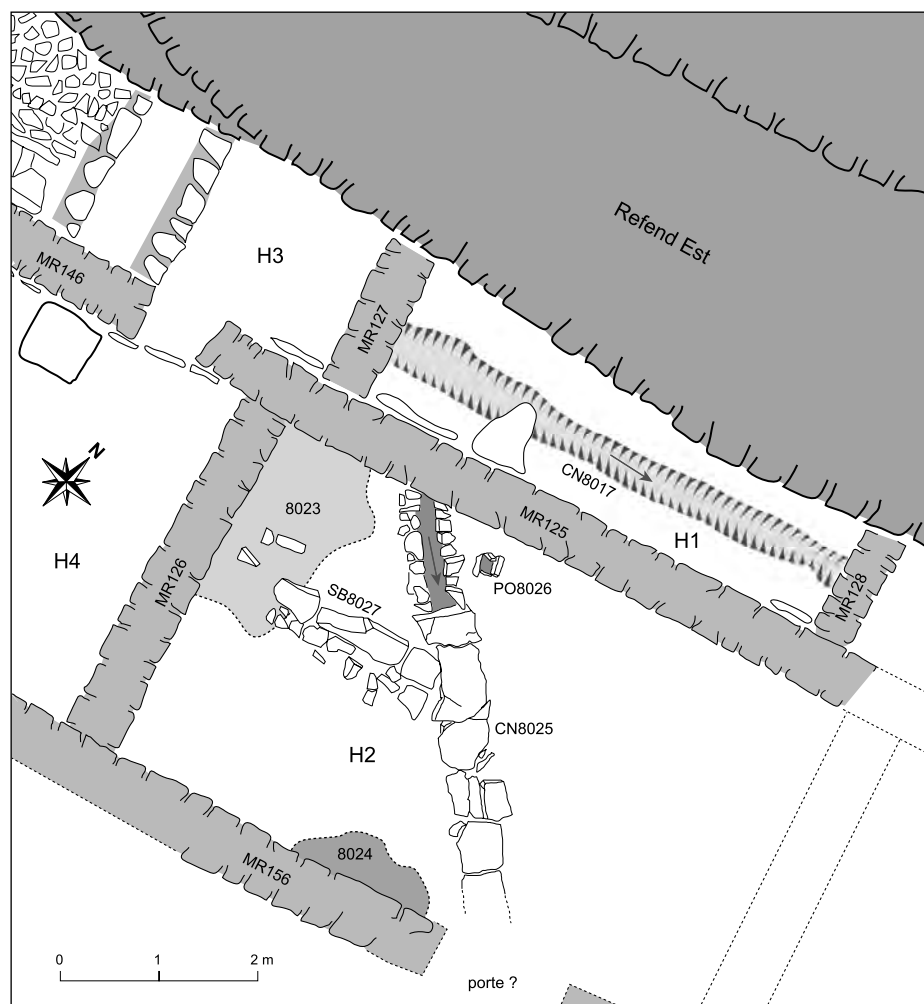 Refend Est
H3
MR146
MR127
N
CN8017
8023
MR125
H1
H4
MR126
PO8026
MR128
SB8027
CN8025
H2
8024
MR156
0 1 2 m
porte ?